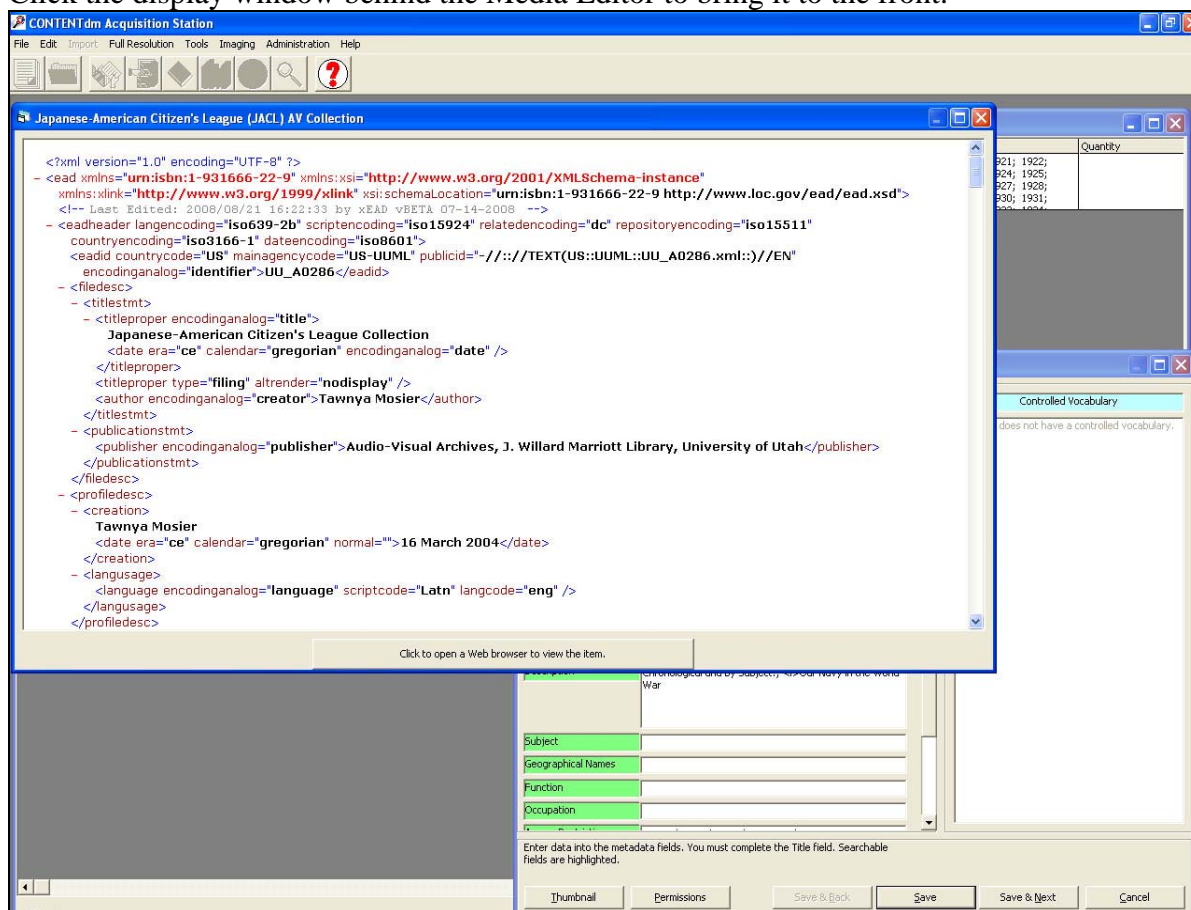 Click the display window behind the Media Editor to bring it to the front.
CONTENTdm Acquisition Station
File Edit Import Full Resolution Tools Imaging Administration Help
Japanese-American Citizen's League (JACL) AV Collection
<?xml version="1.0" encoding="UTF-8" ?>
– <ead xmlns="urn:isbn:1-931666-22-9" xmlns:xsi="http://www.w3.org/2001/XMLSchema-instance"
xmlns:xlink="http://www.w3.org/1999/xlink" xsi:schemaLocation="urn:isbn:1-931666-22-9 http://www.loc.gov/ead/ead.xsd">
<!-- Last Edited: 2008/08/21 16:22:33 by xEAD vBETA 07-14-2008 -->
– <eadheader langencoding="iso639-2b" scriptencoding="iso15924" relatedencoding="dc" repositoryencoding="iso15511"
countryencoding="iso3166-1" dateencoding="iso8601">
<eadid countrycode="US" mainagencycode="US-UUML" publicid="-//:://TEXT(US::UUML::UU_A0286.xml::)//EN"
encodinganalog="identifier">UU_A0286</eadid>
– <filedesc>
– <titlestmt>
– <titleproper encodinganalog="title">
Japanese-American Citizen's League Collection
<date era="ce" calendar="gregorian" encodinganalog="date" />
</titleproper>
<titleproper type="filing" altrender="nodisplay" />
<author encodinganalog="creator">Tawnya Mosier</author>
</titlestmt>
– <publicationstmt>
<publisher encodinganalog="publisher">Audio-Visual Archives, J. Willard Marriott Library, University of Utah</publisher>
</publicationstmt>
</filedesc>
– <profiledesc>
– <creation>
Tawnya Mosier
<date era="ce" calendar="gregorian" normal="">16 March 2004</date>
</creation>
– <langusage>
<language encodinganalog="language" scriptcode="Latn" langcode="eng" />
</langusage>
</profiledesc>
Click to open a Web browser to view the item.
Quantity
921; 1922;
924; 1925;
927; 1928;
930; 1931;
Controlled Vocabulary
does not have a controlled vocabulary.
War
Subject
Geographical Names
Function
Occupation
Enter data into the metadata fields. You must complete the Title field. Searchable
fields are highlighted.
Thumbnail Permissions Save & Back Save Save & Next Cancel